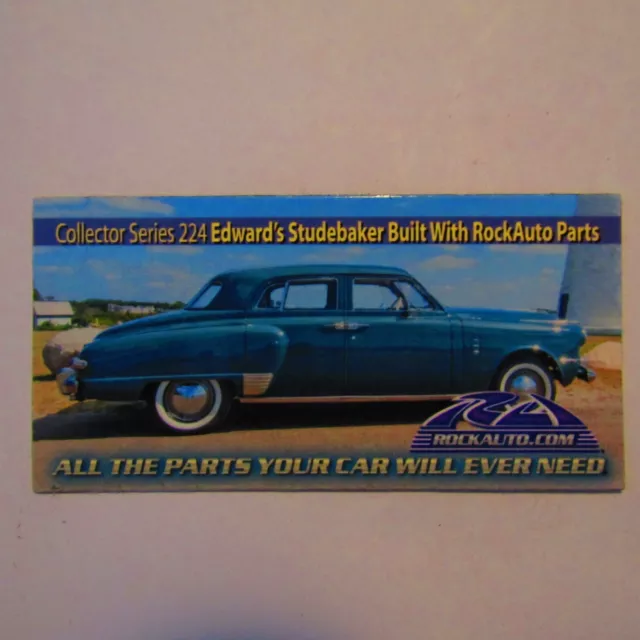 Collector Series 224 Edward's Studebaker Built With RockAuto Parts
RA
ROCKAUTO.COM
ALL THE PARTS YOUR CAR WILL EVER NEED